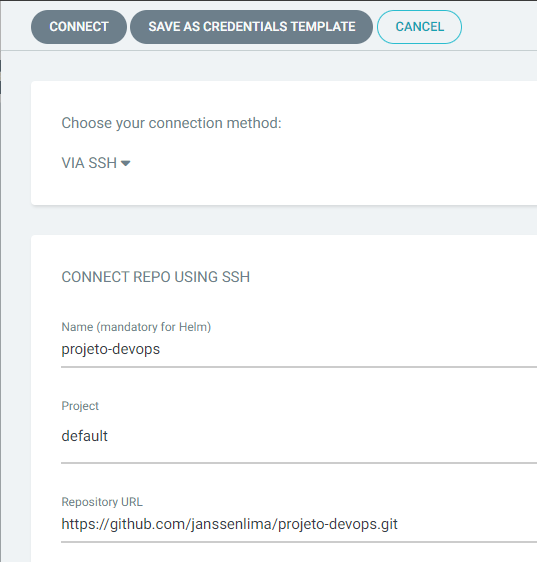 CONNECT
SAVE AS CREDENTIALS TEMPLATE
CANCEL
Choose your connection method:
VIA SSH
CONNECT REPO USING SSH
Name (mandatory for Helm)
projeto-devops
Project
default
Repository URL
https://github.com/janssenlima/projeto-devops.git